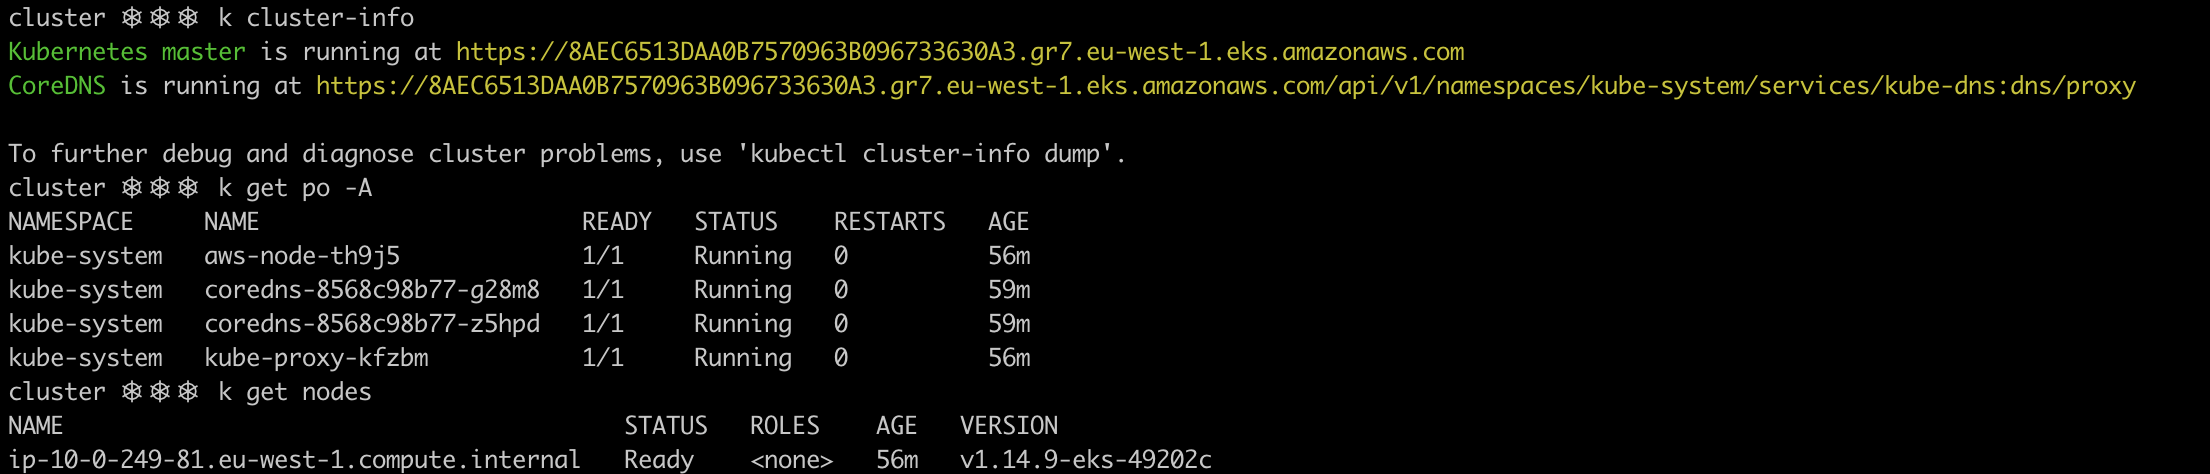 cluster ⎈⎈⎈ k cluster-info
Kubernetes master is running at https://8AEC6513DAA0B7570963B096733630A3.gr7.eu-west-1.eks.amazonaws.com
CoreDNS is running at https://8AEC6513DAA0B7570963B096733630A3.gr7.eu-west-1.eks.amazonaws.com/api/v1/namespaces/kube-system/services/kube-dns:dns/proxy
To further debug and diagnose cluster problems, use 'kubectl cluster-info dump'.
cluster ⎈⎈⎈ k get po -A
NAMESPACE NAME READY STATUS RESTARTS AGE
kube-system aws-node-th9j5 1/1 Running 0 56m
kube-system coredns-8568c98b77-g28m8 1/1 Running 0 59m
kube-system coredns-8568c98b77-z5hpd 1/1 Running 0 59m
kube-system kube-proxy-kfzbm 1/1 Running 0 56m
cluster ⎈⎈⎈ k get nodes
NAME STATUS ROLES AGE VERSION
ip-10-0-249-81.eu-west-1.compute.internal Ready <none> 56m v1.14.9-eks-49202c